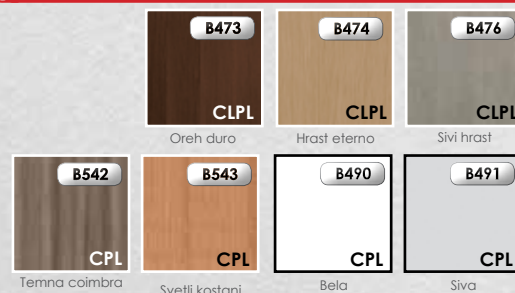 B473
CLPL
Oreh duro
B474
CLPL
Hrast eterno
B476
CLPL
Sivi hrast
B542
CPL
Temna coimbra
B543
CPL
Svetli kostanj
B490
CPL
Bela
B491
CPL
Siva